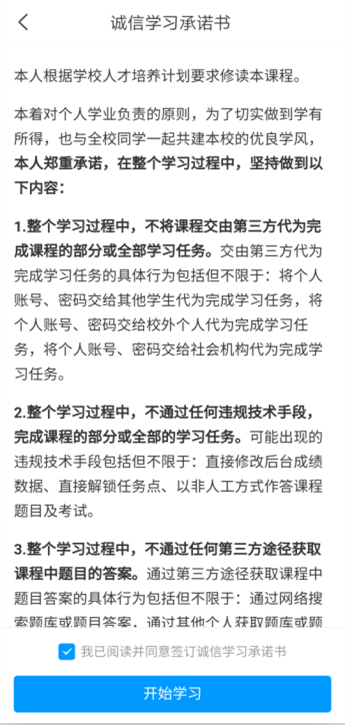 诚信学习承诺书
本人根据学校人才培养计划要求修读本课程。
本着对个人学业负责的原则，为了切实做到学有
所得，也与全校同学一起共建本校的优良学风，
本人郑重承诺，在整个学习过程中，坚持做到以
下内容：
1.整个学习过程中，不将课程交由第三方代为完
成课程的部分或全部学习任务。交由第三方代为
完成学习任务的具体行为包括但不限于：将个人
账号、密码交给其他学生代为完成学习任务，将
个人账号、密码交给校外个人代为完成学习任
务，将个人账号、密码交给社会机构代为完成学
习任务。
2.整个学习过程中，不通过任何违规技术手段，
完成课程的部分或全部的学习任务。可能出现的
违规技术手段包括但不限于：直接修改后台成绩
数据、直接解锁任务点、以非人工方式作答课程
题目及考试。
3.整个学习过程中，不通过任何第三方途径获取
课程中题目的答案。通过第三方途径获取课程中
题目答案的具体行为包括但不限于：通过网络搜
索题库或题目答案，通过其他个人获取题库或题
我已阅读并同意签订诚信学习承诺书
开始学习